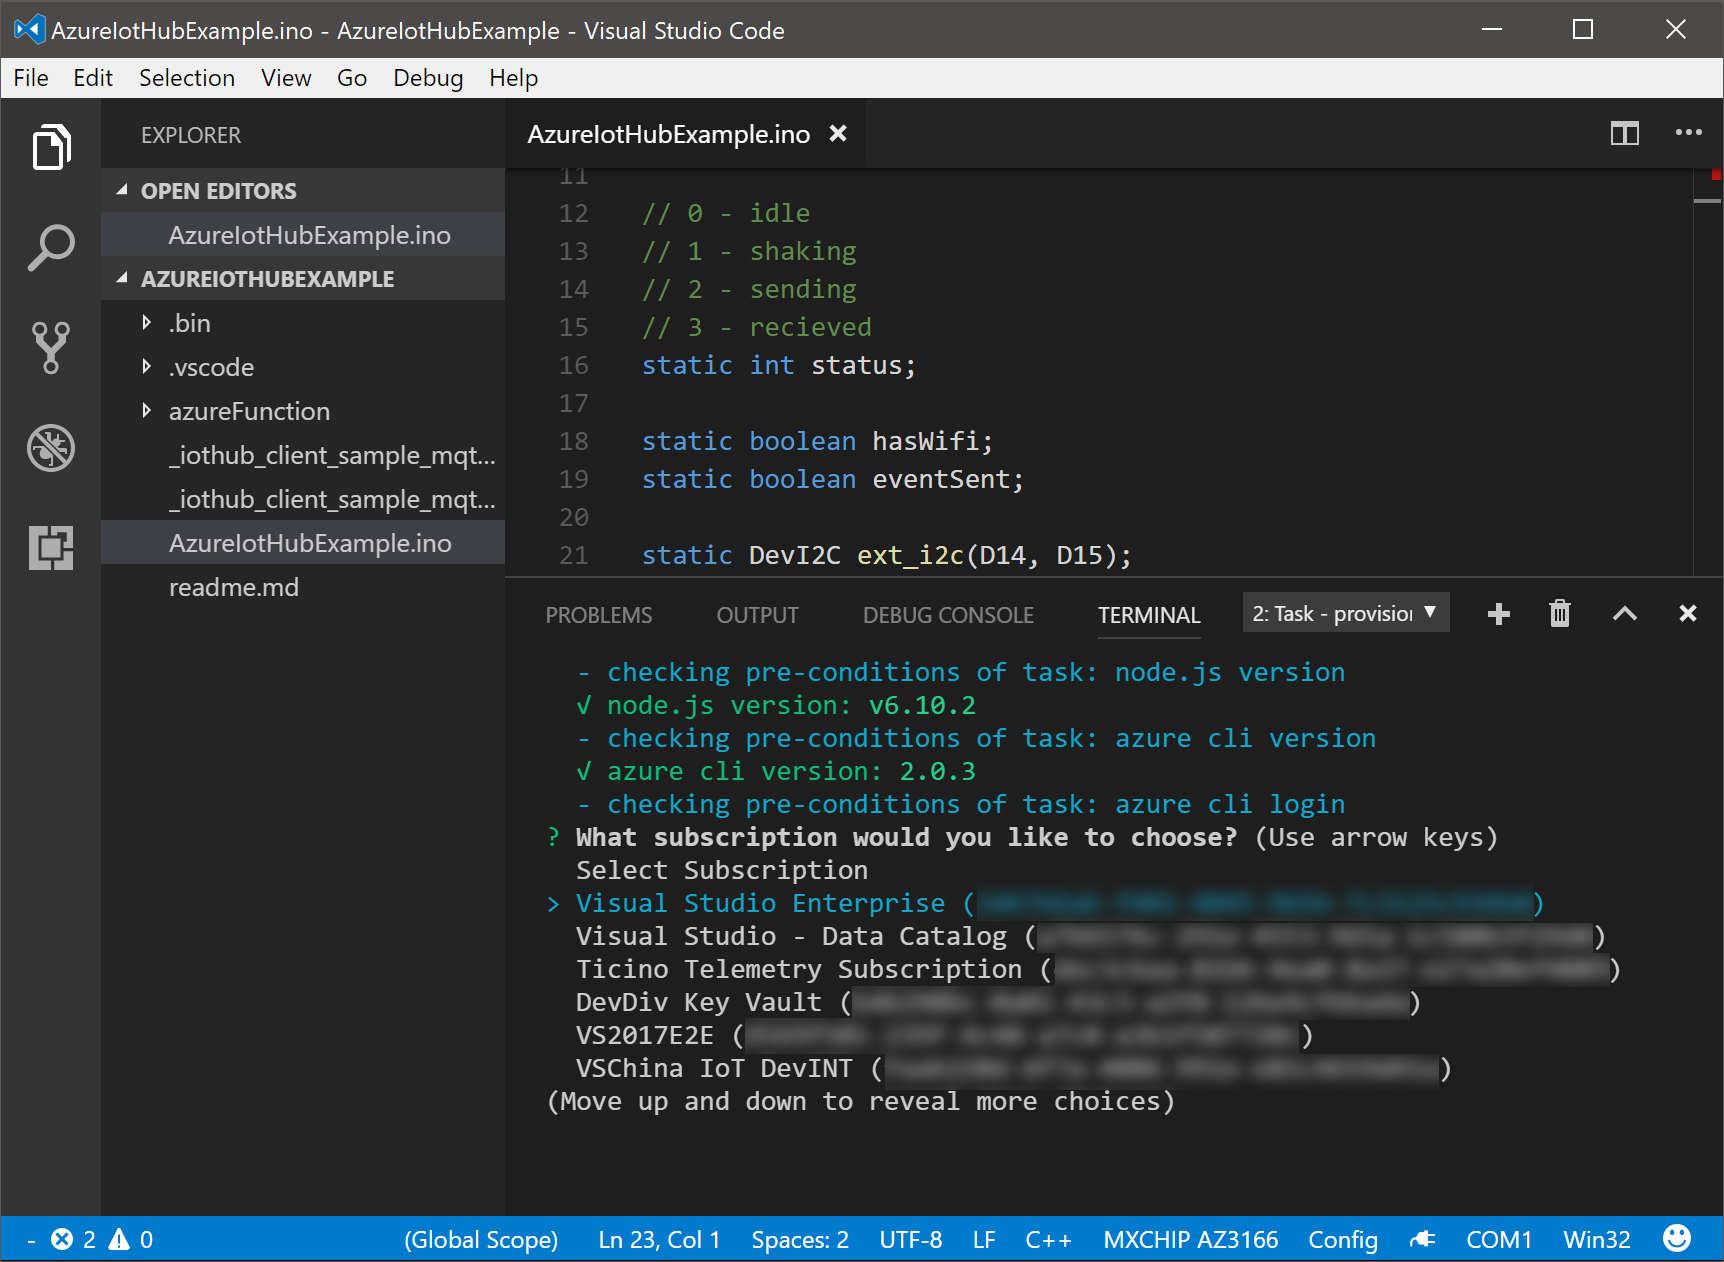 AzureIotHubExample.ino - AzureIotHubExample - Visual Studio Code
File Edit Selection View Go Debug Help
EXPLORER
OPEN EDITORS
AzureIotHubExample.ino
AZUREIOTHUBEXAMPLE
.bin
.vscode
azureFunction
_iothub_client_sample_mqt...
_iothub_client_sample_mqt...
AzureIotHubExample.ino
readme.md
AzureIotHubExample.ino
11
12 // 0 - idle
13 // 1 - shaking
14 // 2 - sending
15 // 3 - recieved
16 static int status;
17
18 static boolean hasWifi;
19 static boolean eventSent;
20
21 static DevI2C ext_i2c(D14, D15);
PROBLEMS OUTPUT DEBUG CONSOLE TERMINAL 2: Task - provision
- checking pre-conditions of task: node.js version
√ node.js version: v6.10.2
- checking pre-conditions of task: azure cli version
√ azure cli version: 2.0.3
- checking pre-conditions of task: azure cli login
? What subscription would you like to choose? (Use arrow keys)
Select Subscription
> Visual Studio Enterprise ()
Visual Studio - Data Catalog ()
Ticino Telemetry Subscription ()
DevDiv Key Vault ()
VS2017E2E ()
VSChina IoT DevINT ()
(Move up and down to reveal more choices)
- 2 0 (Global Scope) Ln 23, Col 1 Spaces: 2 UTF-8 LF C++ MXCHIP AZ3166 Config COM1 Win32